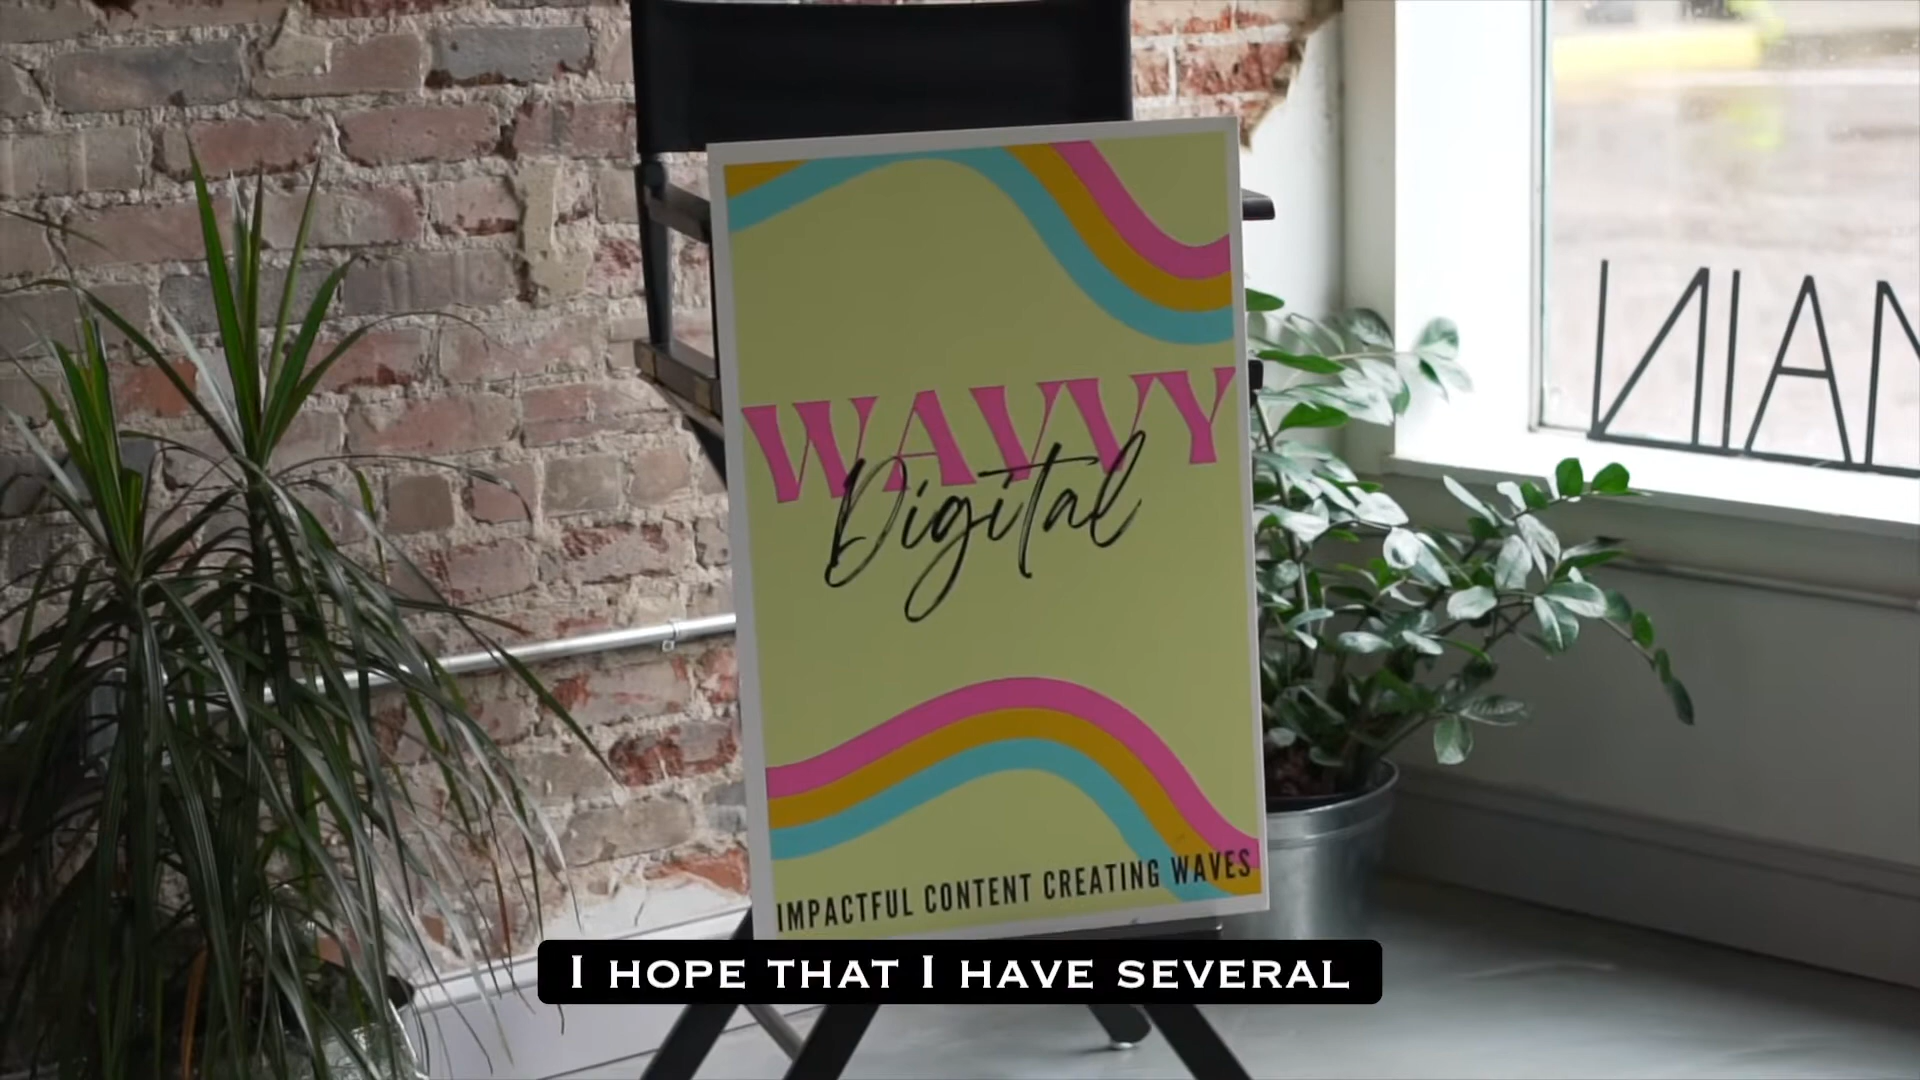 WAVVY
Digital
IMPACTFUL CONTENT CREATING WAVES
I HOPE THAT I HAVE SEVERAL